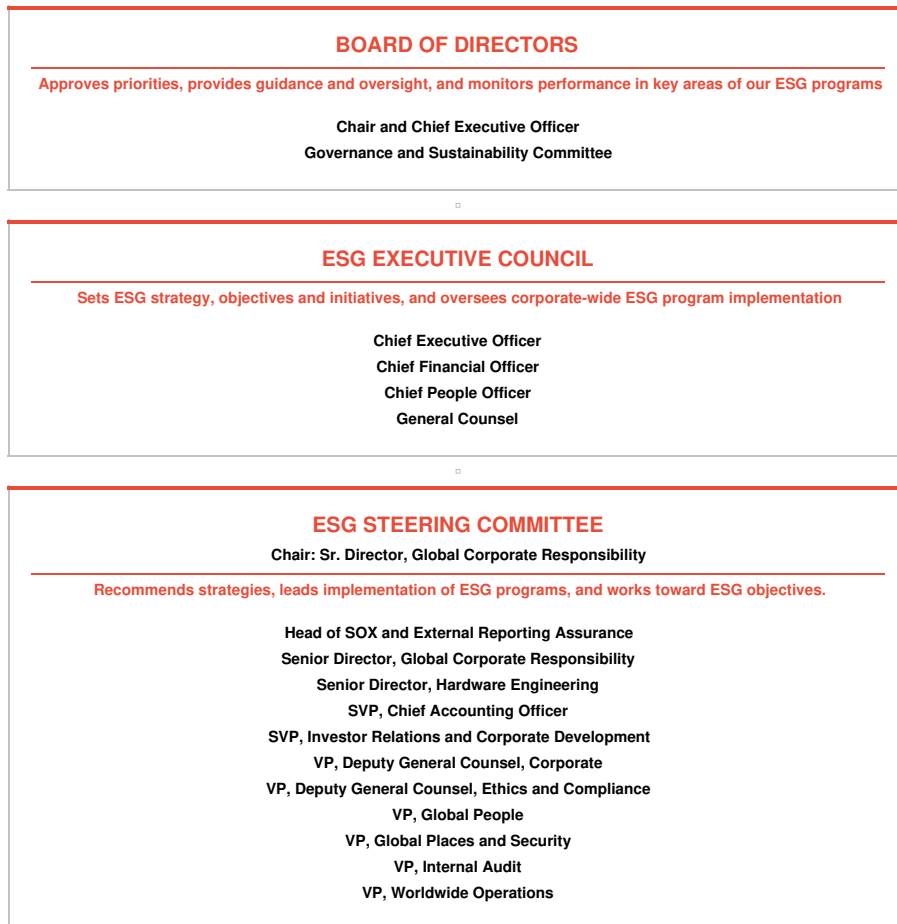 BOARD OF DIRECTORS
Approves priorities, provides guidance and oversight, and monitors performance in key areas of our ESG programs
Chair and Chief Executive Officer
Governance and Sustainability Committee
ESG EXECUTIVE COUNCIL
Sets ESG strategy, objectives and initiatives, and oversees corporate-wide ESG program implementation
Chief Executive Officer
Chief Financial Officer
Chief People Officer
General Counsel
ESG STEERING COMMITTEE
Chair: Sr. Director, Global Corporate Responsibility
Recommends strategies, leads implementation of ESG programs, and works toward ESG objectives.
Head of SOX and External Reporting Assurance
Senior Director, Global Corporate Responsibility
Senior Director, Hardware Engineering
SVP, Chief Accounting Officer
SVP, Investor Relations and Corporate Development
VP, Deputy General Counsel, Corporate
VP, Deputy General Counsel, Ethics and Compliance
VP, Global People
VP, Global Places and Security
VP, Internal Audit
VP, Worldwide Operations